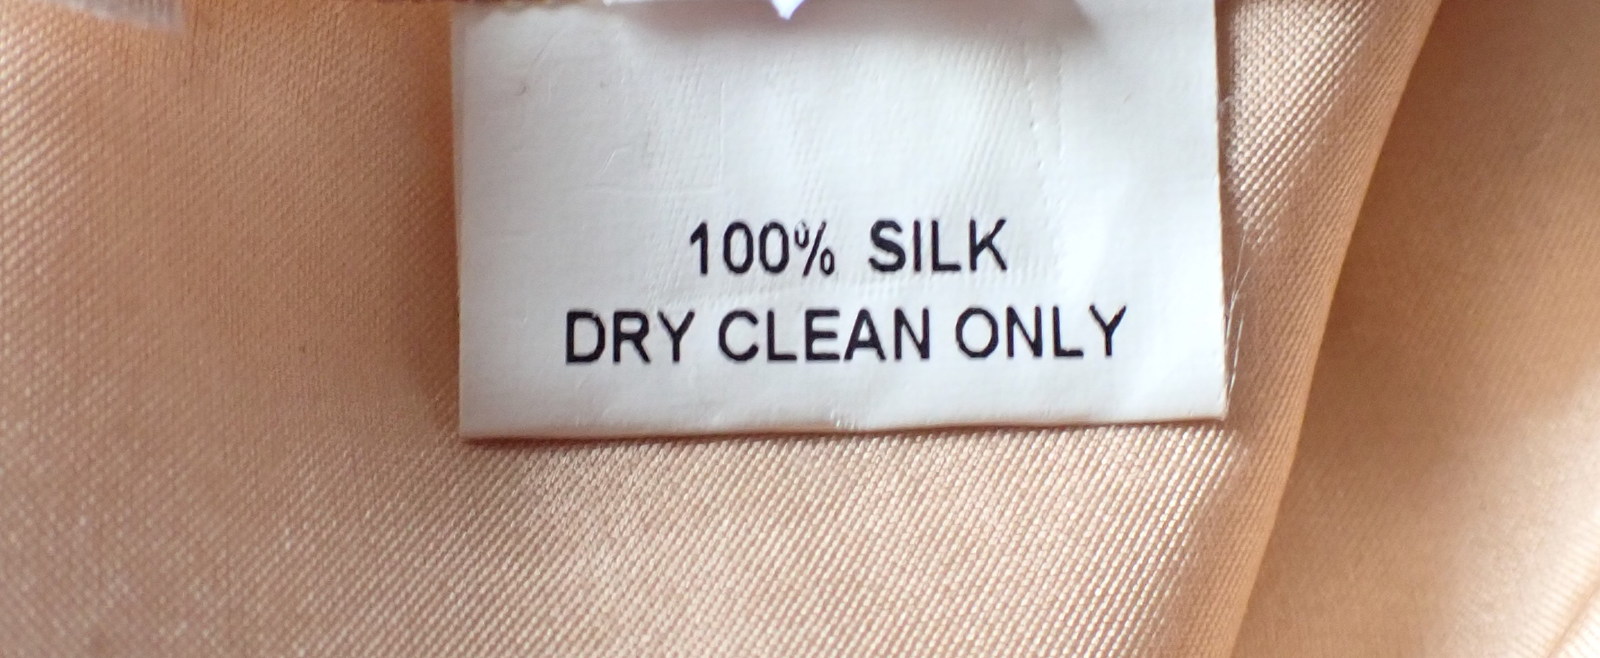 100% SILK
DRY CLEAN ONLY